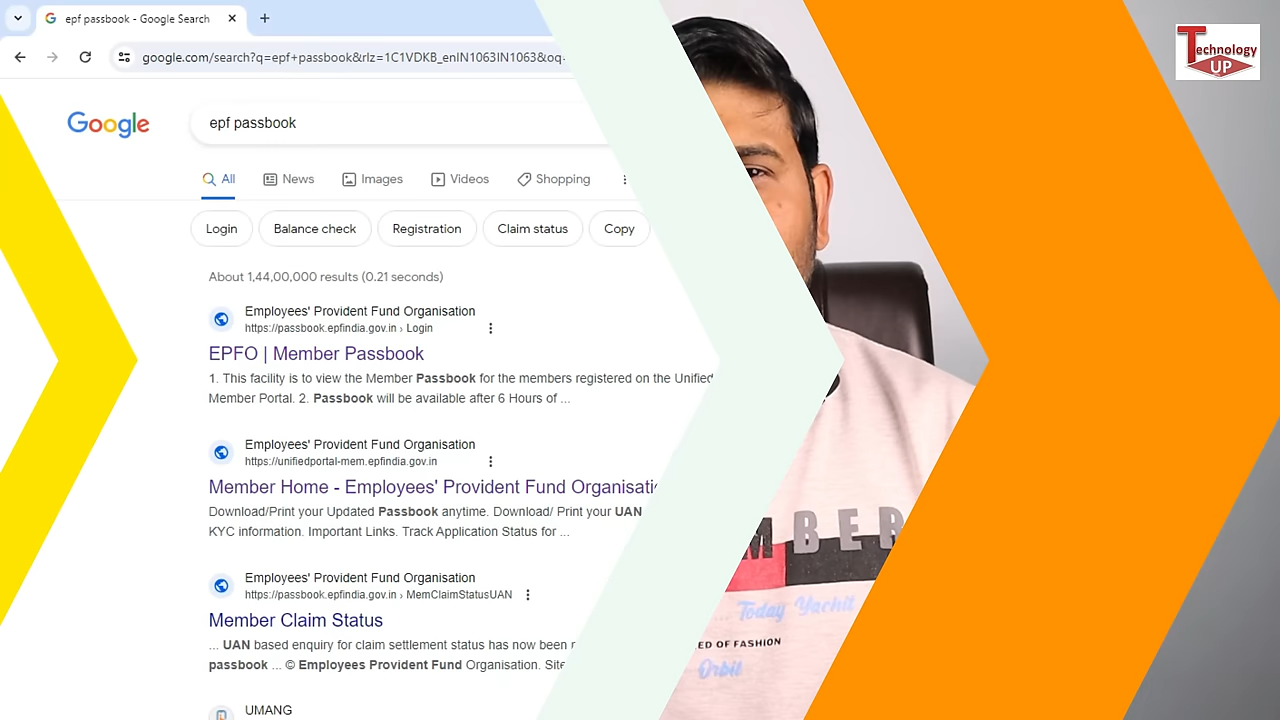 epf passbook - Google Search
google.com/search?q=epf+passbook&rlz=1C1VDKB_enIN1063IN1063&oq=
Technology
UP
Google
epf passbook
All News Images Videos Shopping
Login Balance check Registration Claim status Copy
About 1,44,00,000 results (0.21 seconds)
Employees' Provident Fund Organisation
https://passbook.epfindia.gov.in › Login
EPFO | Member Passbook
1. This facility is to view the Member Passbook for the members registered on the Unified
Member Portal. 2. Passbook will be available after 6 Hours of ...
Employees' Provident Fund Organisation
https://unifiedportal-mem.epfindia.gov.in
Member Home - Employees' Provident Fund Organisati
Download/Print your Updated Passbook anytime. Download/ Print your UAN
KYC information. Important Links. Track Application Status for ...
Employees' Provident Fund Organisation
https://passbook.epfindia.gov.in › MemClaimStatusUAN
Member Claim Status
... UAN based enquiry for claim settlement status has now been
passbook ... © Employees Provident Fund Organisation. Site
UMANG
MBER
Today Yachit
ED OF FASHION
Orbit